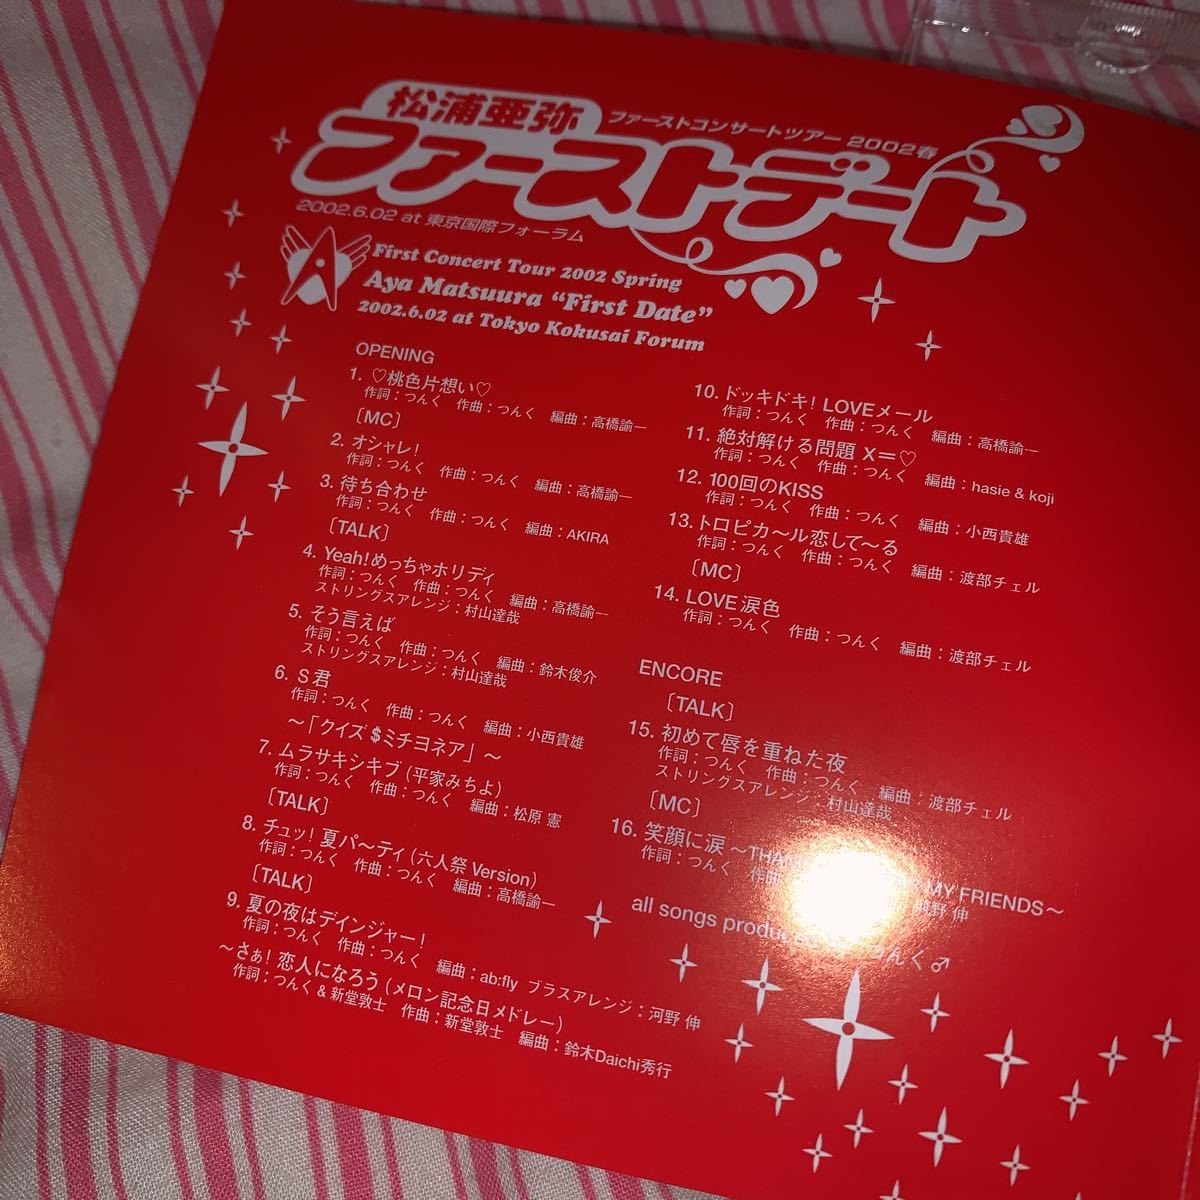 松浦亜弥
ファーストコンサートツアー 2002春
ファーストデート
2002.6.02 at 東京国際フォーラム
First Concert Tour 2002 Spring
Aya Matsuura “First Date”
2002.6.02 at Tokyo Kokusai Forum
OPENING
1. ♡桃色片想い♡
作詞：つんく 作曲：つんく 編曲：高橋諭一
〔MC〕
2. オシャレ!
作詞：つんく 作曲：つんく 編曲：高橋諭一
3. 待ち合わせ
作詞：つんく 作曲：つんく 編曲：AKIRA
〔TALK〕
4. Yeah!めっちゃホリディ
作詞：つんく 作曲：つんく 編曲：高橋諭一
ストリングスアレンジ：村山達哉
5. そう言えば
作詞：つんく 作曲：つんく 編曲：鈴木俊介
ストリングスアレンジ：村山達哉
6. S君
作詞：つんく 作曲：つんく 編曲：小西貴雄
～「クイズ $ミチヨネア」～
7. ムラサキシキブ (平家みちよ)
作詞：つんく 作曲：つんく 編曲：松原 憲
〔TALK〕
8. チュッ! 夏パ～ティ (六人祭 Version)
作詞：つんく 作曲：つんく 編曲：高橋諭一
〔TALK〕
9. 夏の夜はデインジャー!
作詞：つんく 作曲：つんく 編曲：ab:fly ブラスアレンジ：河野 伸
～さぁ! 恋人になろう (メロン記念日メドレー)
作詞：つんく＆新堂敦士 作曲：新堂敦士 編曲：鈴木Daichi秀行
10. ドッキドキ! LOVEメール
作詞：つんく 作曲：つんく 編曲：高橋諭一
11. 絶対解ける問題 X＝♡
作詞：つんく 作曲：つんく 編曲：hasie & koji
12. 100回のKISS
作詞：つんく 作曲：つんく 編曲：小西貴雄
13. トロピカ～ル恋して～る
作詞：つんく 作曲：つんく 編曲：渡部チェル
〔MC〕
14. LOVE涙色
作詞：つんく 作曲：つんく 編曲：渡部チェル
ENCORE
〔TALK〕
15. 初めて唇を重ねた夜
作詞：つんく 作曲：つんく 編曲：渡部チェル
ストリングスアレンジ：村山達哉
〔MC〕
16. 笑顔に涙 ～ MY FRIENDS～
作詞：つんく 作曲： 河野 伸
all songs つんく♂